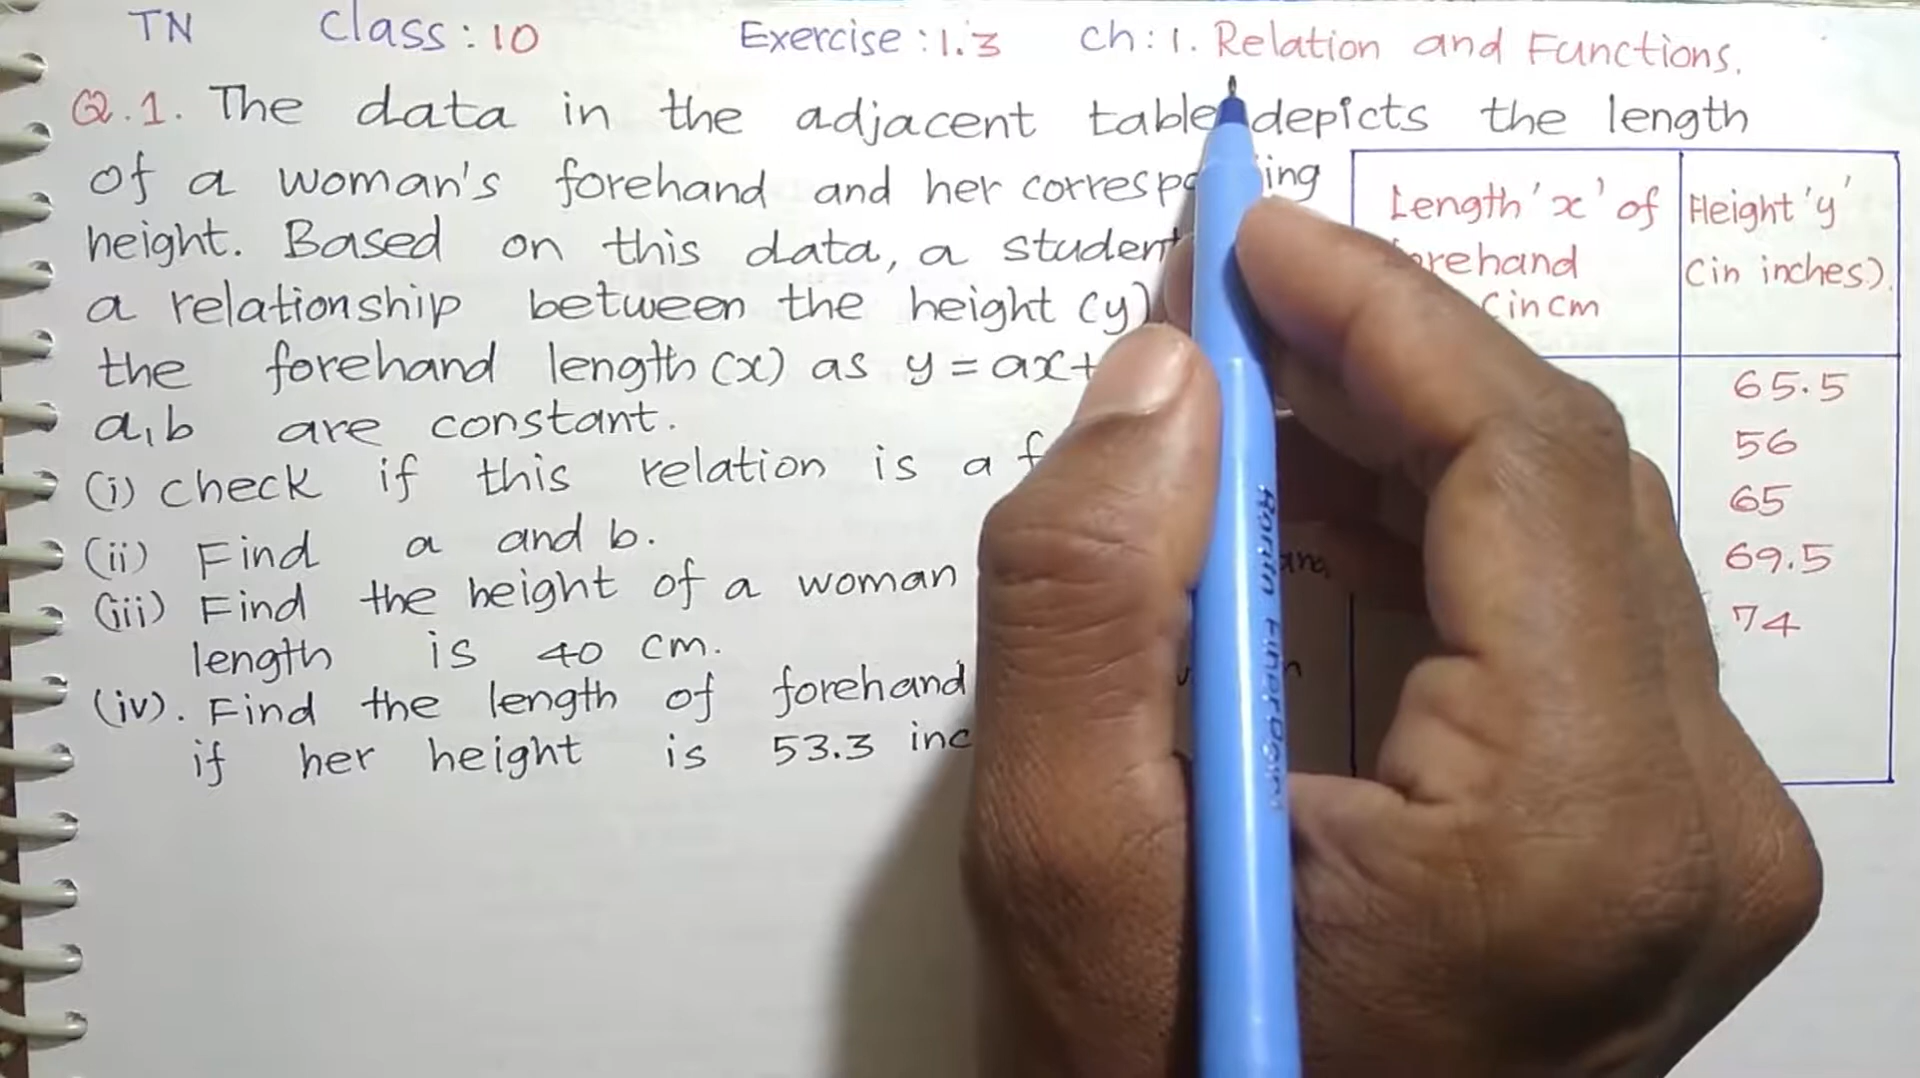 TN Class: 10 Exercise: 1.3 Ch: 1. Relation and Functions.
Q.1. The data in the adjacent table depicts the length
of a woman's forehand and her
height. Based on this data, a student
a relationship between the height (y)
the forehand length (x) as y = ax+
a,b are constant.
(i) check if this relation is a
(ii) Find a and b.
(iii) Find the height of a woman
length is 40 cm.
(iv). Find the length of forehand
if her height is 53.3
Length 'x' of
forehand
(in cm
Height 'y'
(in inches).
65.5
56
65
69.5
74